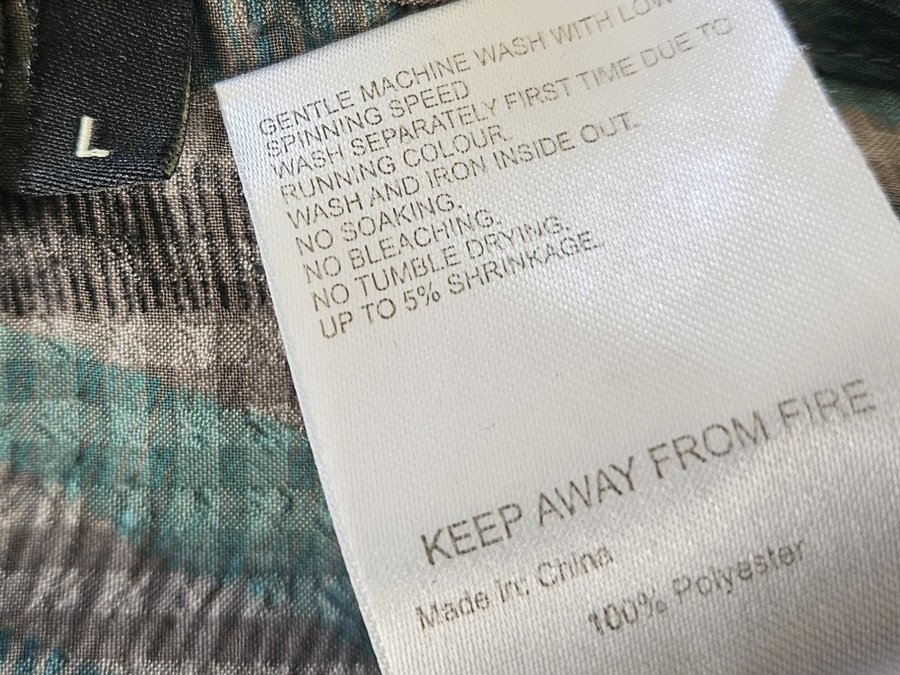 L
GENTLE MACHINE WASH WITH LOW
SPINNING SPEED
WASH SEPARATELY FIRST TIME DUE TO
RUNNING COLOUR.
WASH AND IRON INSIDE OUT.
NO SOAKING.
NO BLEACHING.
NO TUMBLE DRYING.
UP TO 5% SHRINKAGE.
KEEP AWAY FROM FIRE
Made in: China
100% Polyester